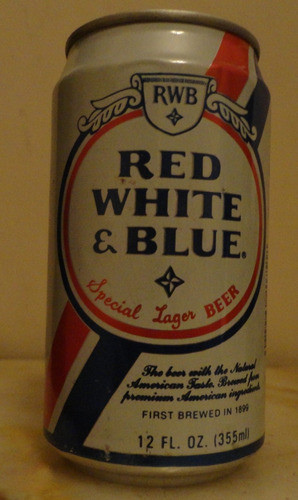 RWB
RED
WHITE
& BLUE®
Special Lager BEER
The beer with the Natural
American Taste. Brewed from
premium American ingredients.
FIRST BREWED IN 1899
12 FL. OZ. (355ml)